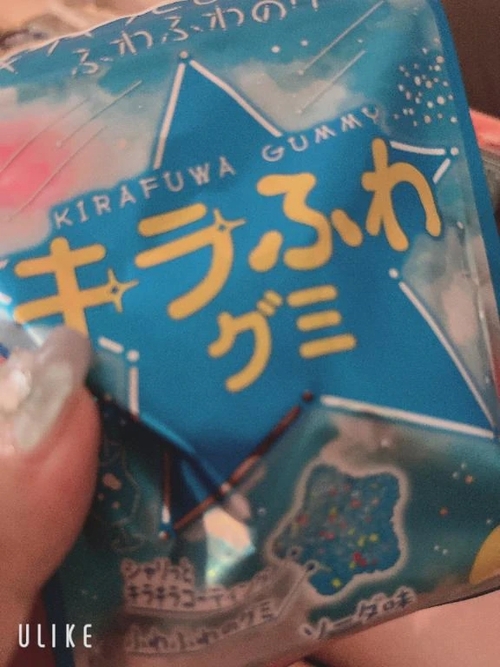 ふわふわの
KIRAFUWA GUMMY
キラふわ
グミ
シャリっと
キラキラコーティング
ふわふわのグミ
ソーダ味
ULIKE